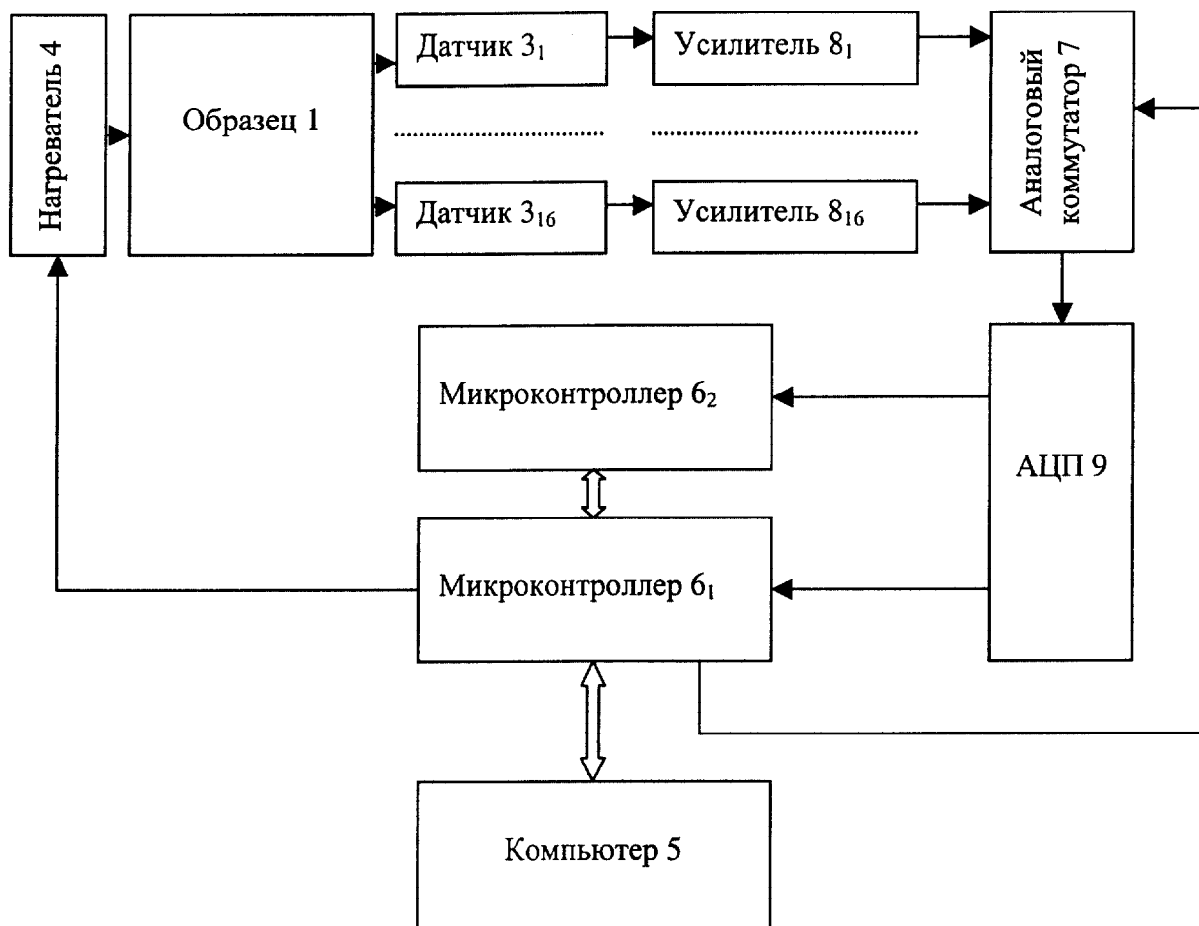 Нагреватель 4
Образец 1
Датчик 3₁
Усилитель 8₁
Аналоговый
коммутатор 7
Датчик 3₁₆
Усилитель 8₁₆
Микроконтроллер 6₂
АЦП 9
Микроконтроллер 6₁
Компьютер 5